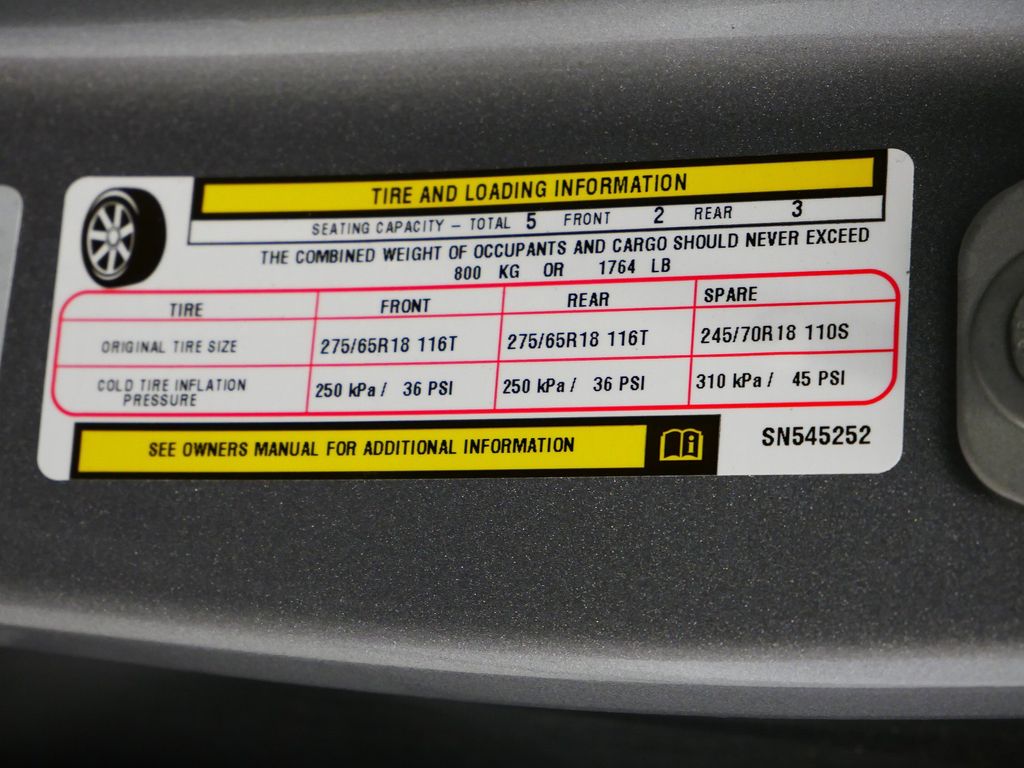 TIRE AND LOADING INFORMATION
SEATING CAPACITY – TOTAL 5 FRONT 2 REAR 3
THE COMBINED WEIGHT OF OCCUPANTS AND CARGO SHOULD NEVER EXCEED
800 KG OR 1764 LB
TIRE FRONT REAR SPARE
ORIGINAL TIRE SIZE 275/65R18 116T 275/65R18 116T 245/70R18 110S
COLD TIRE INFLATION PRESSURE 250 kPa / 36 PSI 250 kPa / 36 PSI 310 kPa / 45 PSI
SEE OWNERS MANUAL FOR ADDITIONAL INFORMATION
SN545252